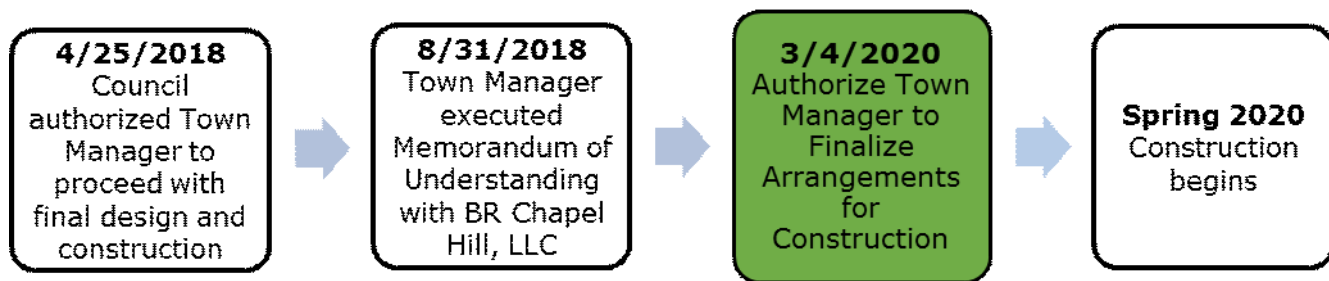 4/25/2018
Council
authorized Town
Manager to
proceed with
final design and
construction
8/31/2018
Town Manager
executed
Memorandum of
Understanding
with BR Chapel
Hill, LLC
3/4/2020
Authorize Town
Manager to
Finalize
Arrangements
for
Construction
Spring 2020
Construction
begins